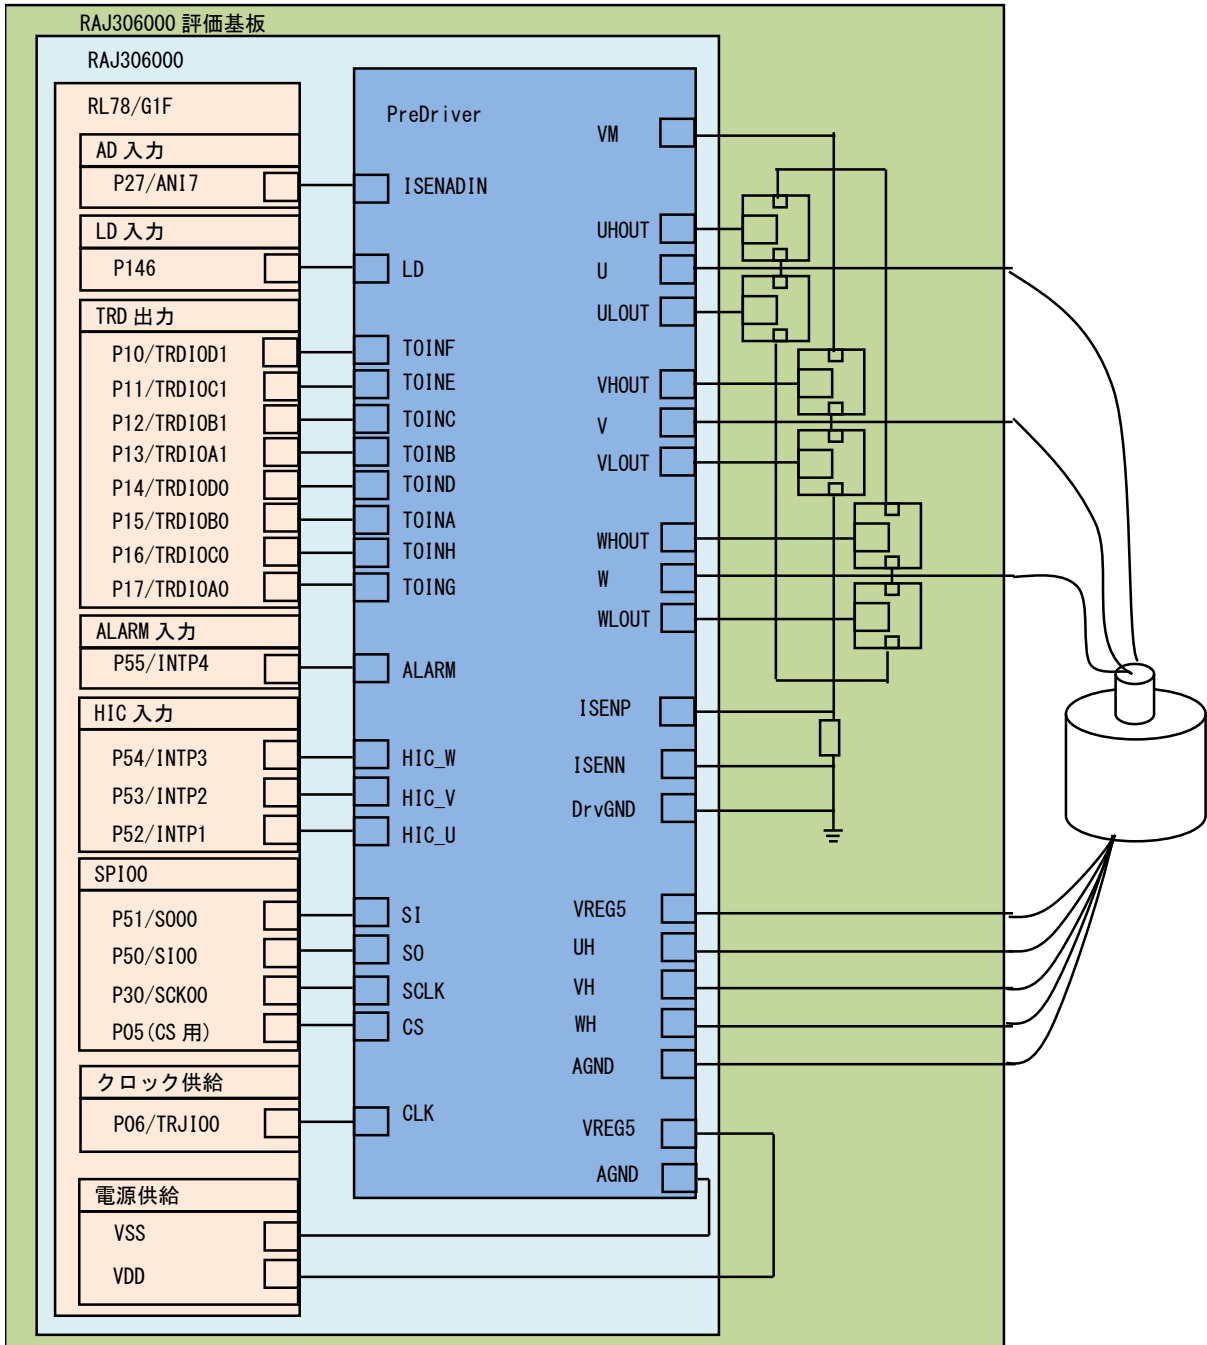 RAJ306000 評価基板
RAJ306000
RL78/G1F
AD 入力
P27/ANI7
LD 入力
P146
TRD 出力
P10/TRDIOD1
P11/TRDIOC1
P12/TRDIOB1
P13/TRDIOA1
P14/TRDIOD0
P15/TRDIOB0
P16/TRDIOC0
P17/TRDIOA0
ALARM 入力
P55/INTP4
HIC 入力
P54/INTP3
P53/INTP2
P52/INTP1
SPI00
P51/SO00
P50/SI00
P30/SCK00
P05(CS 用)
クロック供給
P06/TRJIO0
電源供給
VSS
VDD
PreDriver
ISENADIN
LD
TOINF
TOINE
TOINC
TOINB
TOIND
TOINA
TOINH
TOING
ALARM
HIC_W
HIC_V
HIC_U
SI
SO
SCLK
CS
CLK
VM
UHOUT
U
ULOUT
VHOUT
V
VLOUT
WHOUT
W
WLOUT
ISENP
ISENN
DrvGND
VREG5
UH
VH
WH
AGND
VREG5
AGND